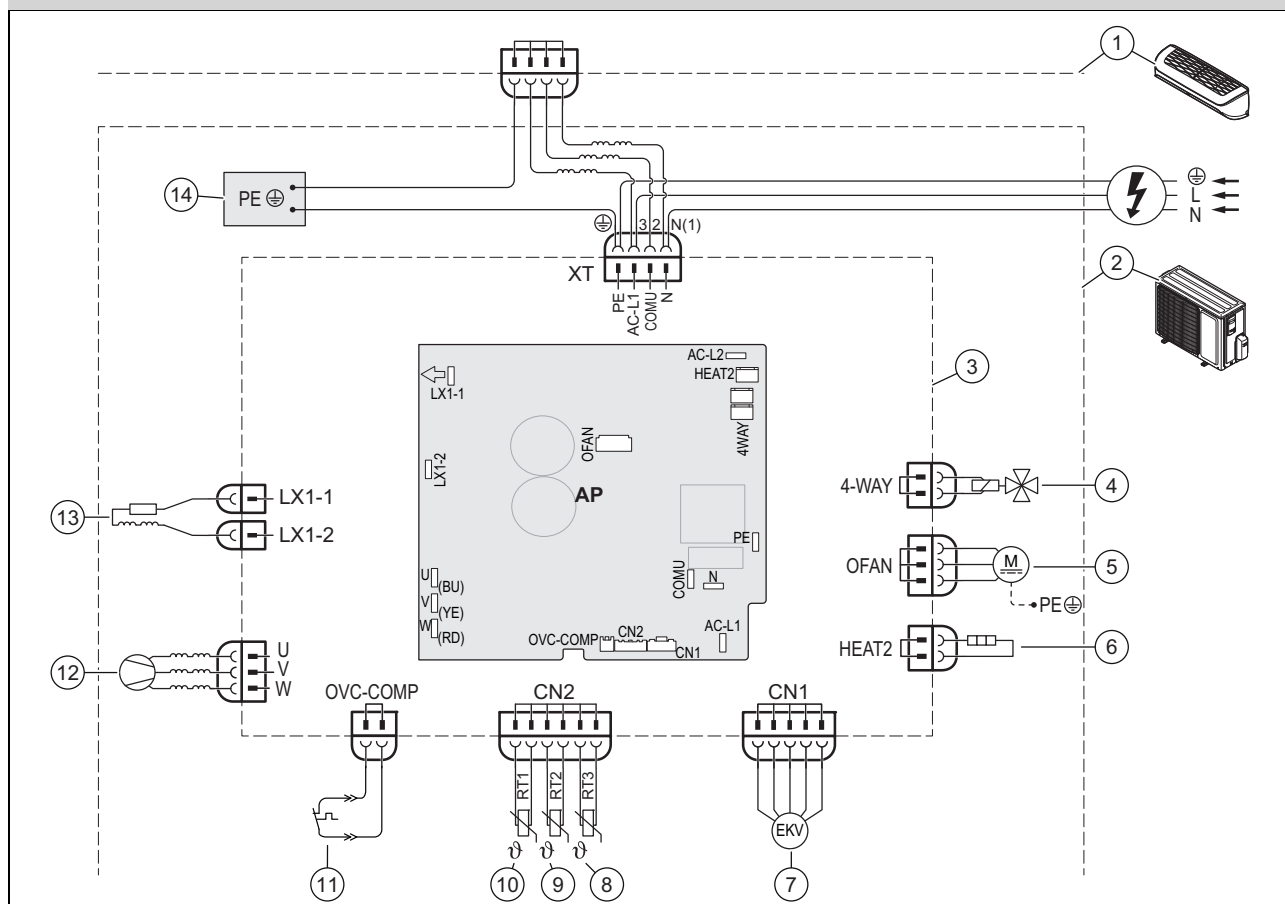 1
14
PE
L
N
3 2 N(1)
XT
PE
AC-L1
COMU
N
2
AC-L2
HEAT2
LX1-1
4WAY
OFAN
LX1-2
AP
PE
COMU
N
U (BU)
V (YE)
W (RD)
OVC-COMP
CN2
CN1
AC-L1
3
13
LX1-1
LX1-2
4-WAY
4
OFAN
M
5
PE
HEAT2
6
12
U
V
W
OVC-COMP
CN2
CN1
RT1
RT2
RT3
ϑ ϑ ϑ
EKV
11
10
9
8
7